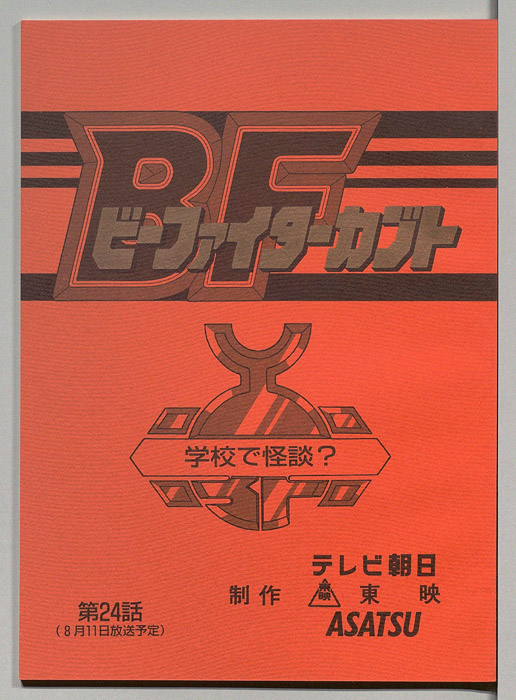 BF
ビーファイターカブト
学校で怪談?
テレビ朝日
制作 東映 東映
ASATSU
第24話
(8月11日放送予定)